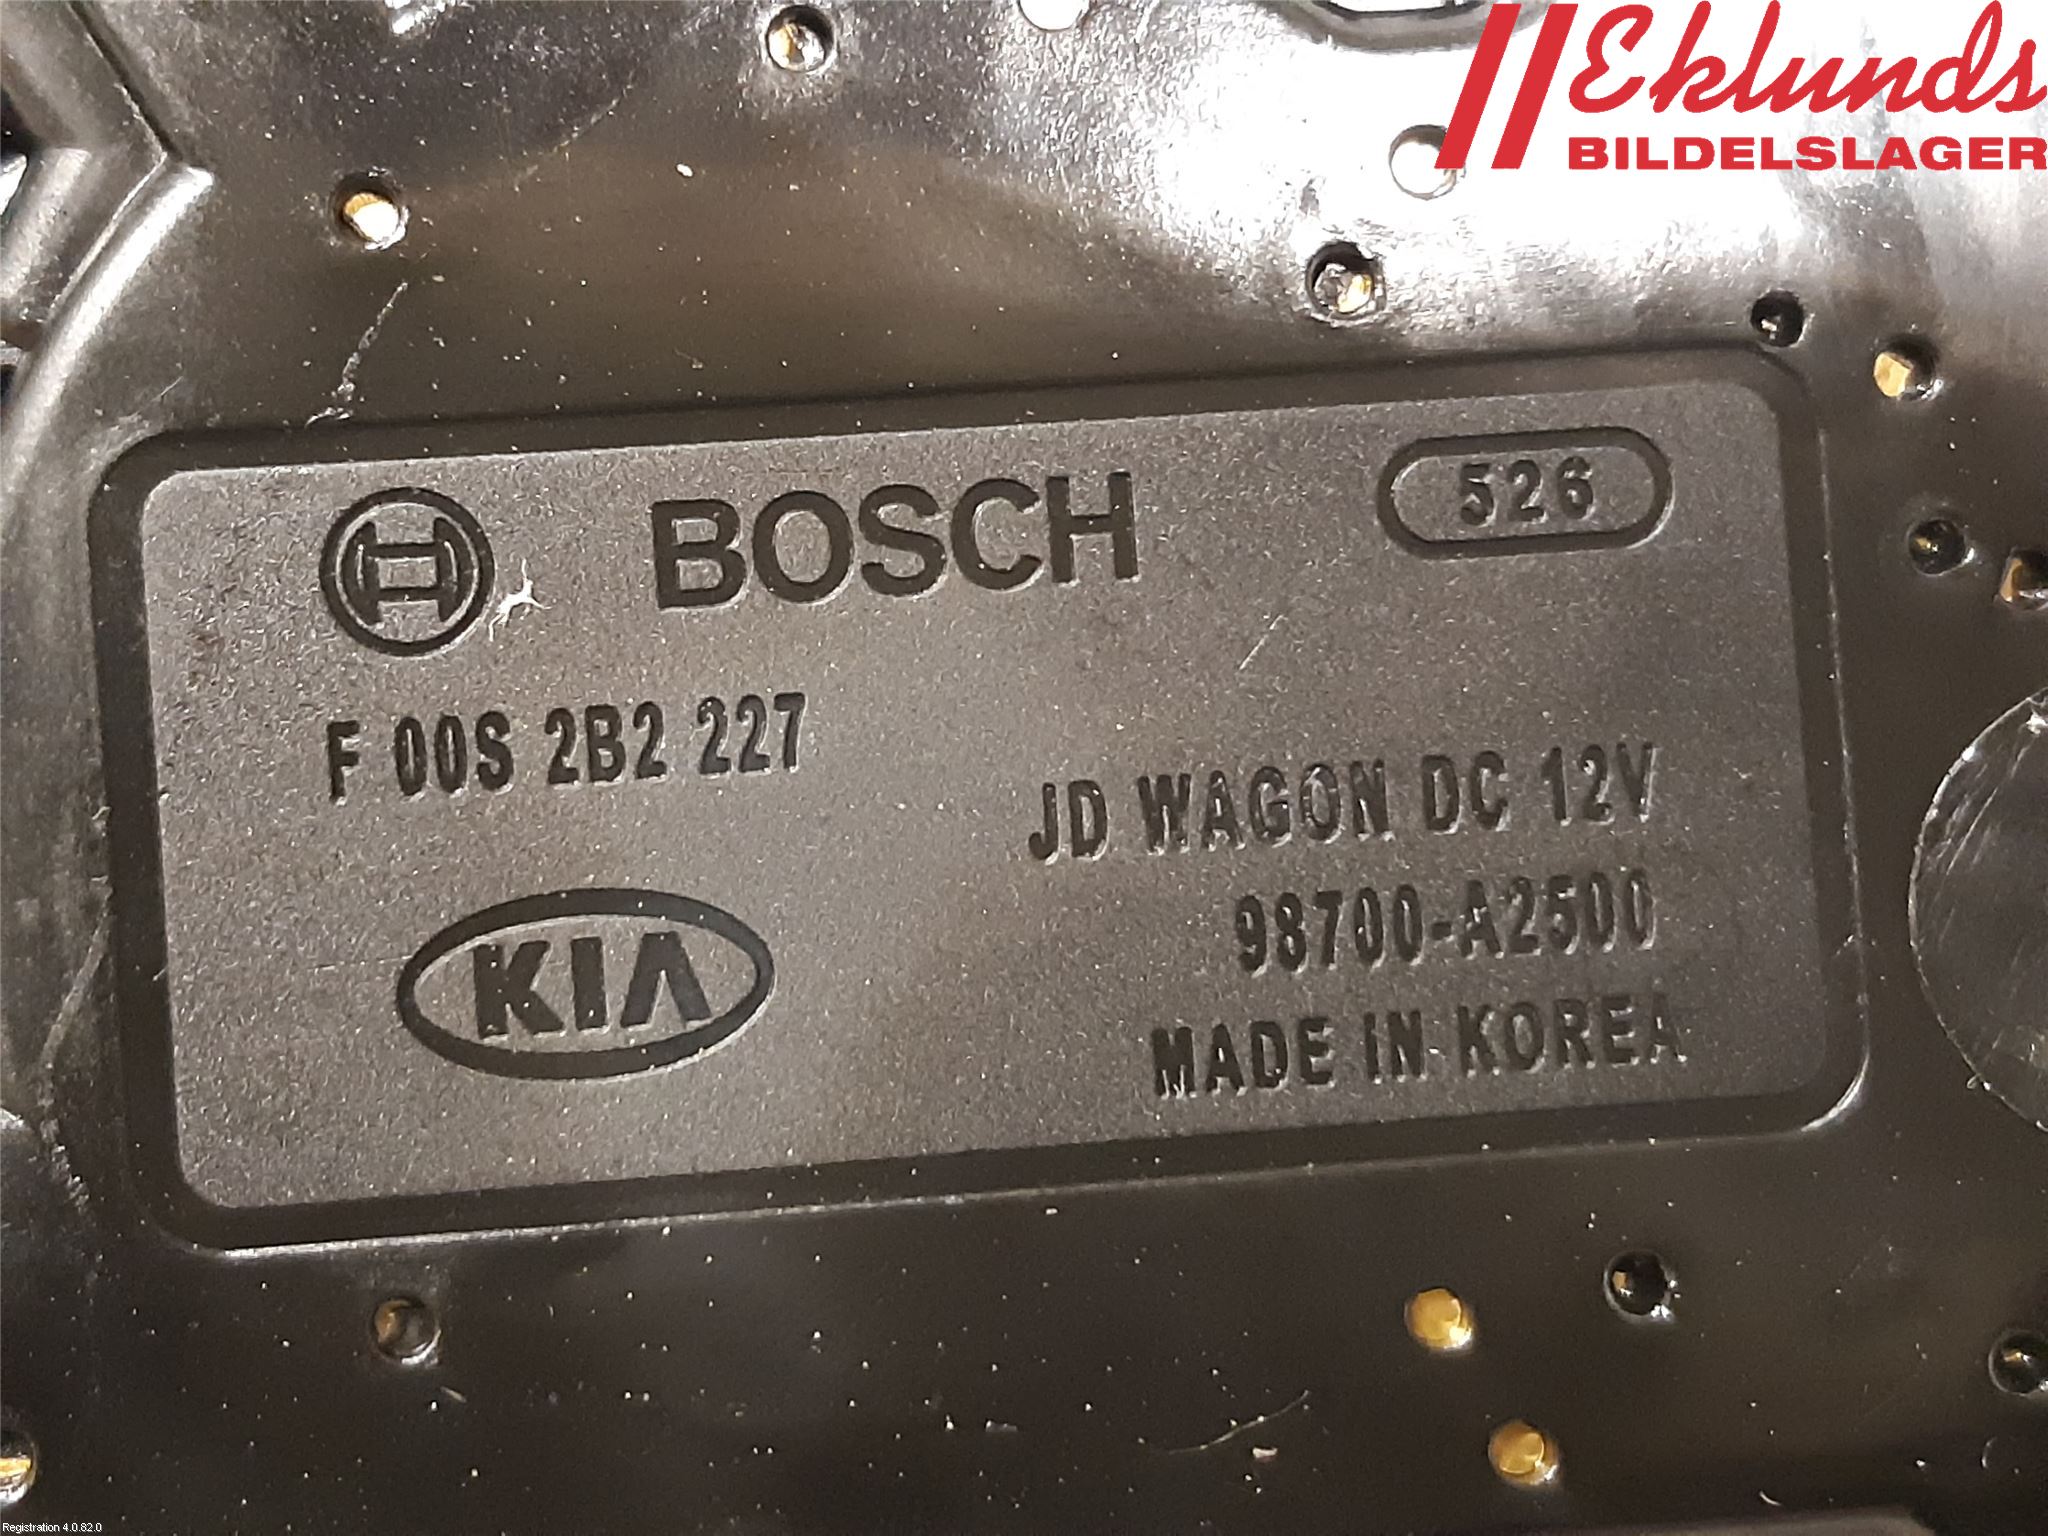 Eklunds
BILDELSLAGER
BOSCH
526
F 00S 2B2 227
JD WAGON DC 12V
98700-A2500
KIA
MADE IN KOREA
Registration 4.0.82.0